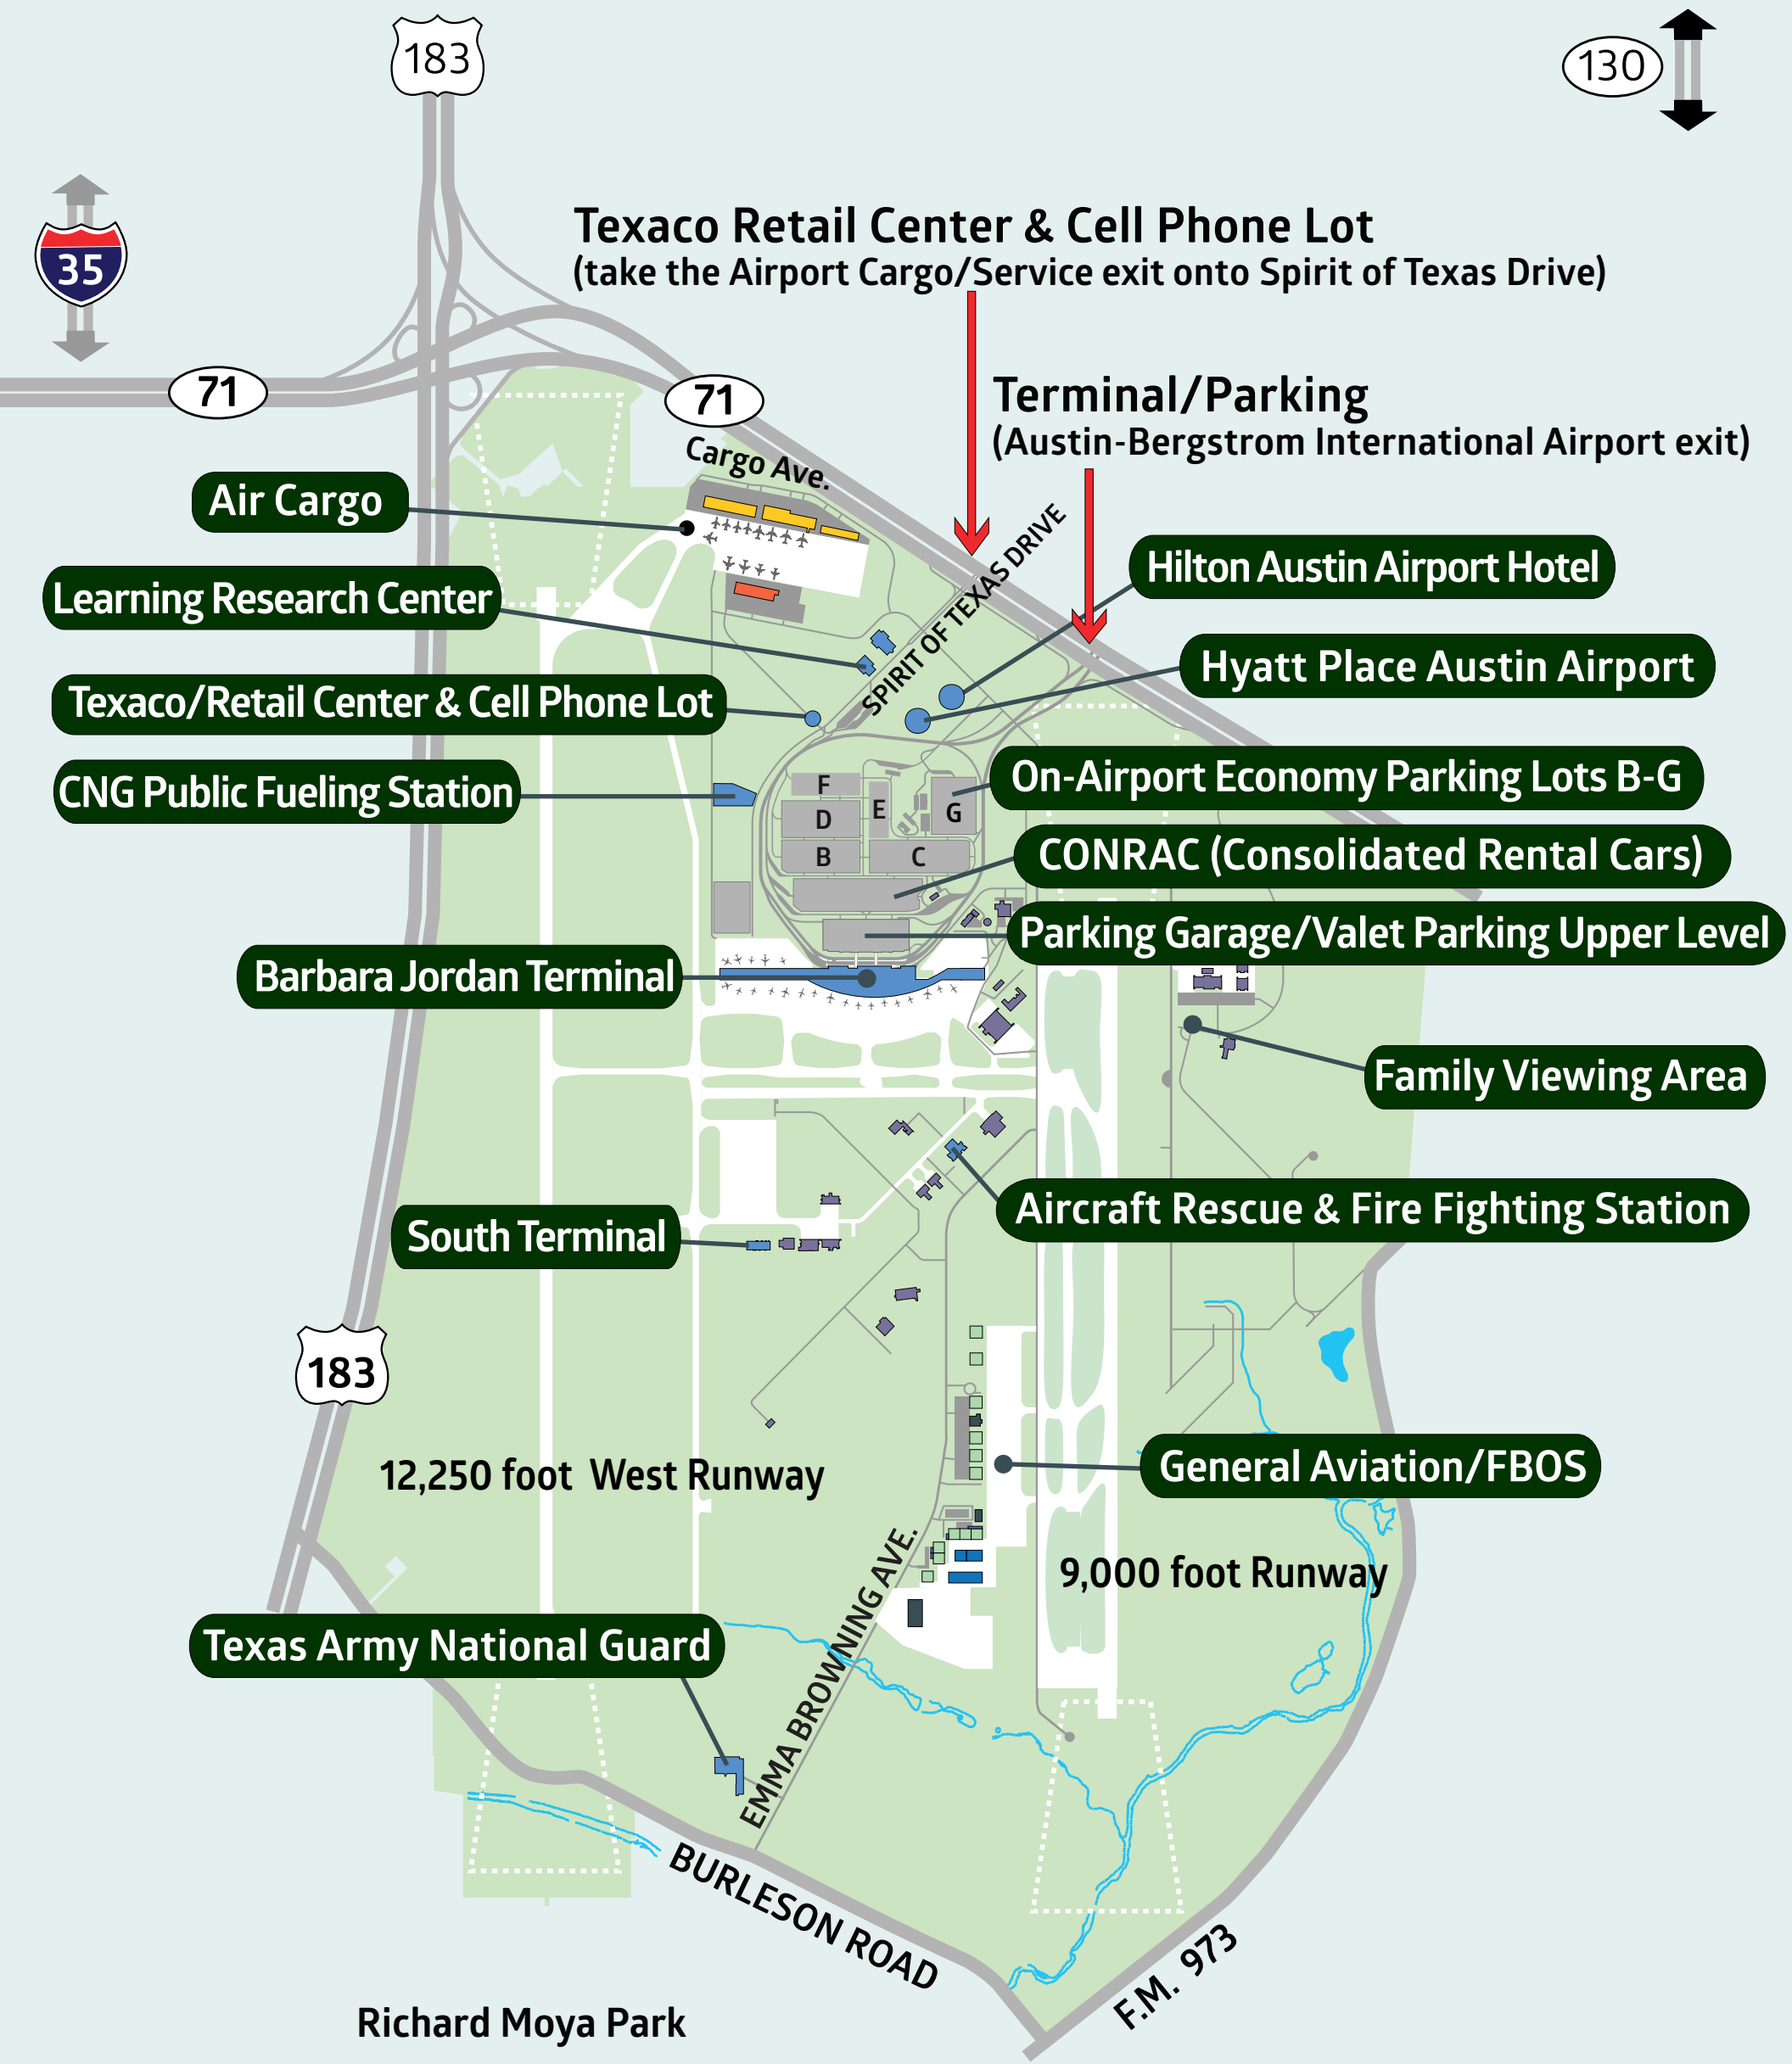 183
130
35
Texaco Retail Center & Cell Phone Lot
(take the Airport Cargo/Service exit onto Spirit of Texas Drive)
71
71
Terminal/Parking
(Austin-Bergstrom International Airport exit)
Cargo Ave.
Air Cargo
SPIRIT OF TEXAS DRIVE
Hilton Austin Airport Hotel
Learning Research Center
Hyatt Place Austin Airport
Texaco/Retail Center & Cell Phone Lot
On-Airport Economy Parking Lots B-G
CNG Public Fueling Station
F
E
G
D
B
C
CONRAC (Consolidated Rental Cars)
Parking Garage/Valet Parking Upper Level
Barbara Jordan Terminal
Family Viewing Area
Aircraft Rescue & Fire Fighting Station
South Terminal
183
12,250 foot West Runway
General Aviation/FBOS
9,000 foot Runway
EMMA BROWNING AVE.
Texas Army National Guard
BURLESON ROAD
F.M. 973
Richard Moya Park